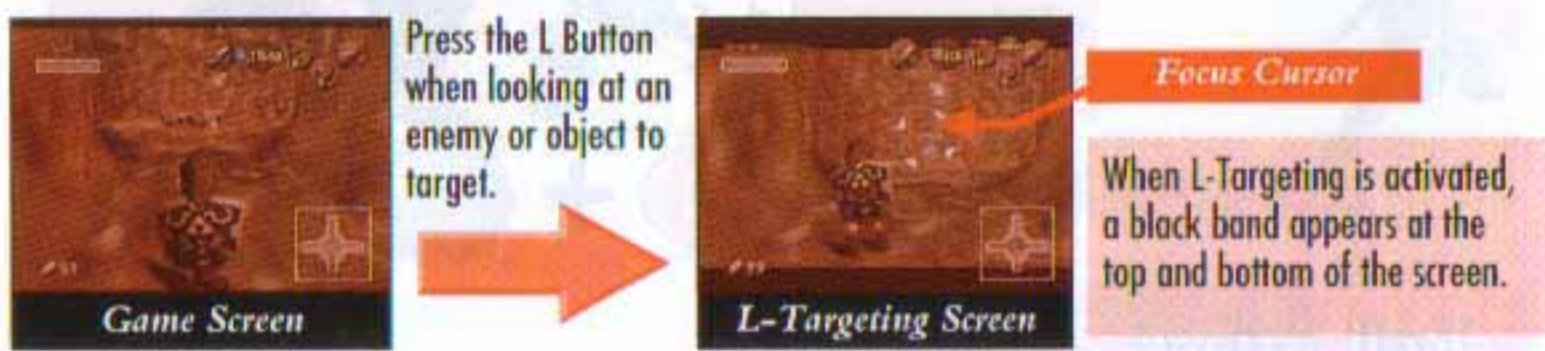 Press the L Button
when looking at an
enemy or object to
target.
Game Screen
L-Targeting Screen
Focus Cursor
When L-Targeting is activated,
a black band appears at the
top and bottom of the screen.